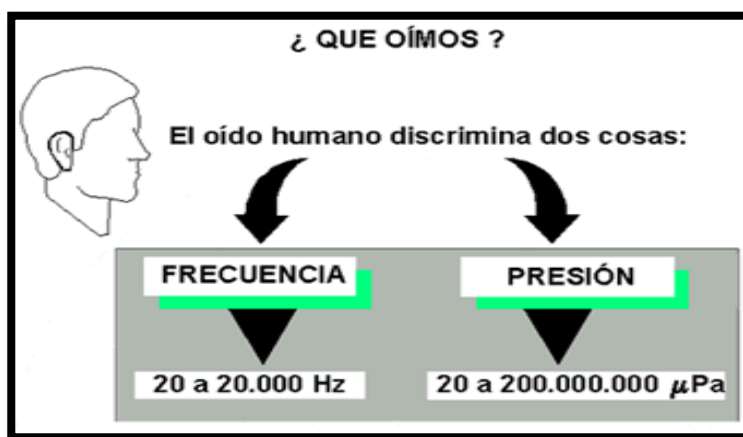 ¿ QUE OÍMOS ?
El oído humano discrimina dos cosas:
FRECUENCIA
PRESIÓN
20 a 20.000 Hz
20 a 200.000.000 μPa